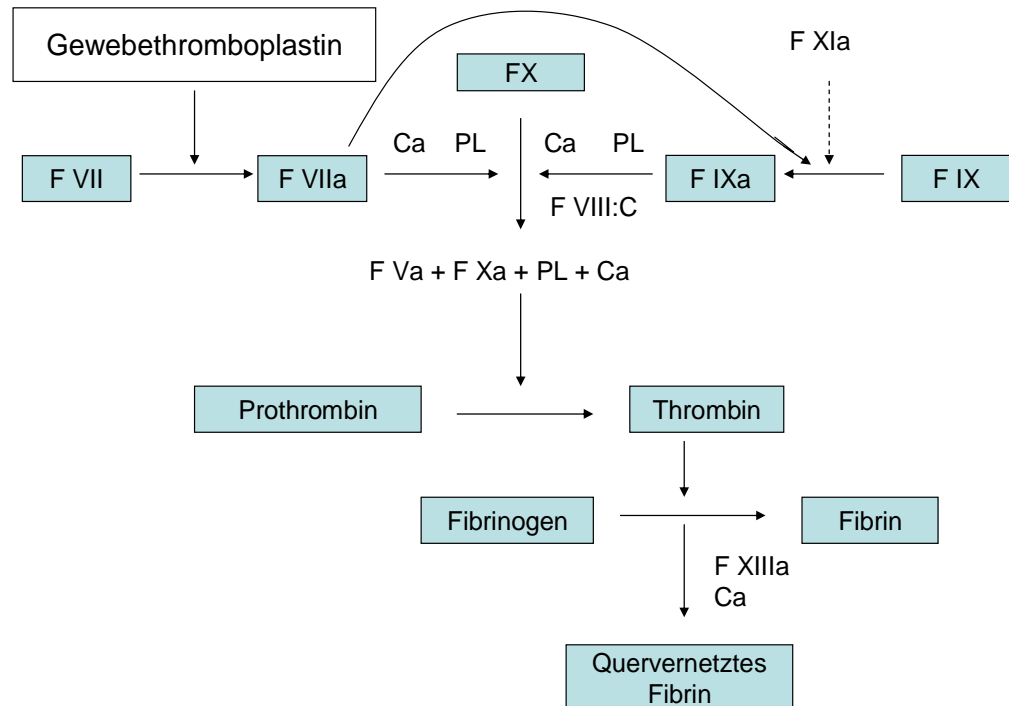 Gewebethromboplastin
F XIa
FX
Ca PL Ca PL
F VII F VIIa F IXa F IX
F VIII:C
F Va + F Xa + PL + Ca
Prothrombin Thrombin
Fibrinogen Fibrin
F XIIIa
Ca
Quervernetztes
Fibrin